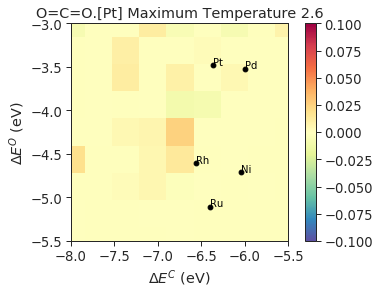 O=C=O.[Pt] Maximum Temperature 2.6
−3.0
−3.5
−4.0
−4.5
−5.0
−5.5
ΔE^O (eV)
Pt
Pd
Rh
Ni
Ru
−8.0 −7.5 −7.0 −6.5 −6.0 −5.5
ΔE^C (eV)
0.100
0.075
0.050
0.025
0.000
−0.025
−0.050
−0.075
−0.100